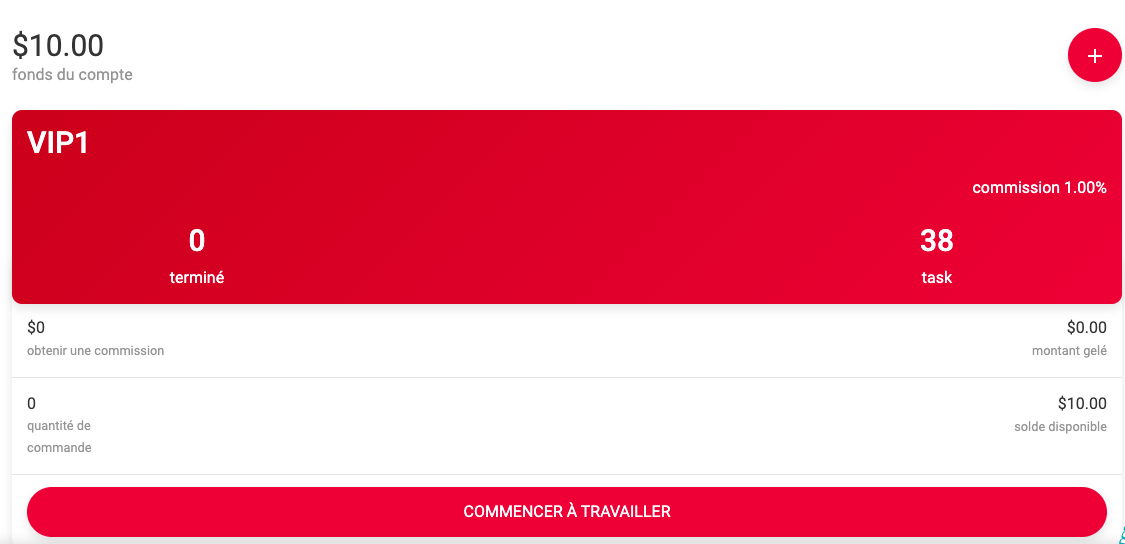 $10.00
fonds du compte
+
VIP1
commission 1.00%
0
38
terminé
task
$0
$0.00
obtenir une commission
montant gelé
0
$10.00
quantité de
solde disponible
commande
COMMENCER À TRAVAILLER